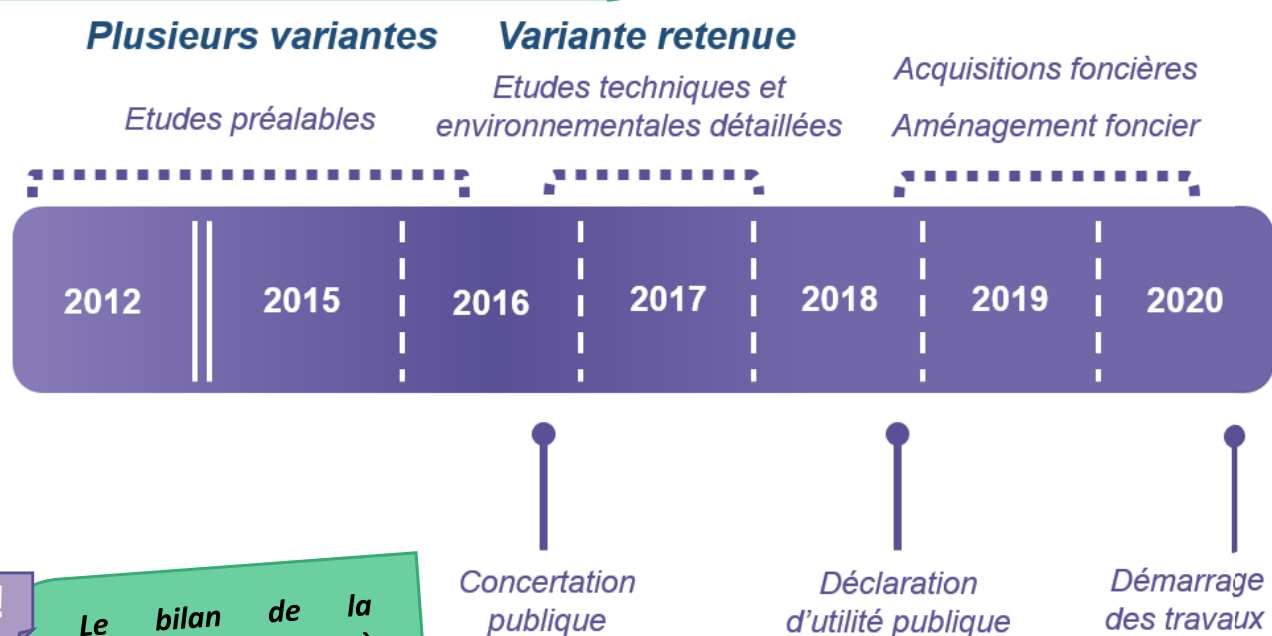 Plusieurs variantes
Variante retenue
Etudes préalables
Etudes techniques et
environnementales détaillées
Acquisitions foncières
Aménagement foncier
2012
2015
2016
2017
2018
2019
2020
Concertation
publique
Déclaration
d'utilité publique
Démarrage
des travaux
!
Le bilan de la